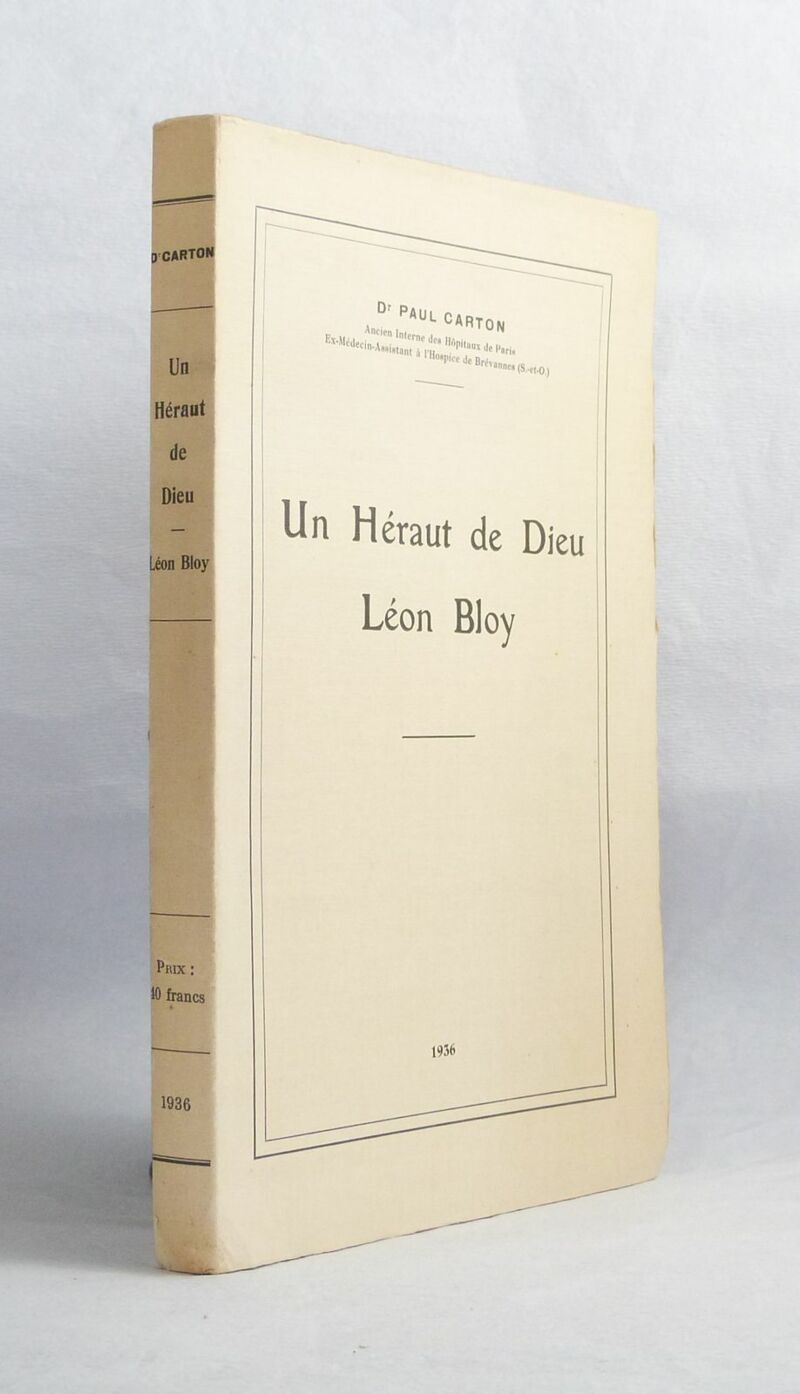 Dr CARTON
Un
Héraut
de
Dieu
Léon Bloy
PRIX :
10 francs
1936
Dr PAUL CARTON
Ancien Interne des Hôpitaux de Paris
Ex-Médecin-Assistant à l'Hospice de Brévannes (S.-et-O.)
Un Héraut de Dieu
Léon Bloy
1936